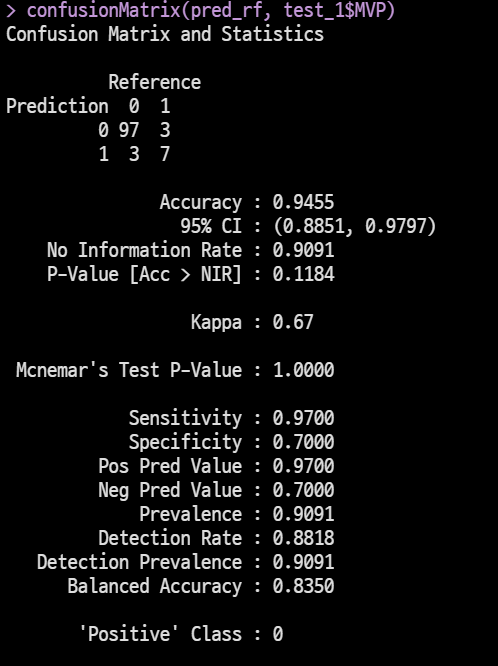 > confusionMatrix(pred_rf, test_1$MVP)
Confusion Matrix and Statistics
Reference
Prediction 0 1
0 97 3
1 3 7
Accuracy : 0.9455
95% CI : (0.8851, 0.9797)
No Information Rate : 0.9091
P-Value [Acc > NIR] : 0.1184
Kappa : 0.67
Mcnemar's Test P-Value : 1.0000
Sensitivity : 0.9700
Specificity : 0.7000
Pos Pred Value : 0.9700
Neg Pred Value : 0.7000
Prevalence : 0.9091
Detection Rate : 0.8818
Detection Prevalence : 0.9091
Balanced Accuracy : 0.8350
'Positive' Class : 0